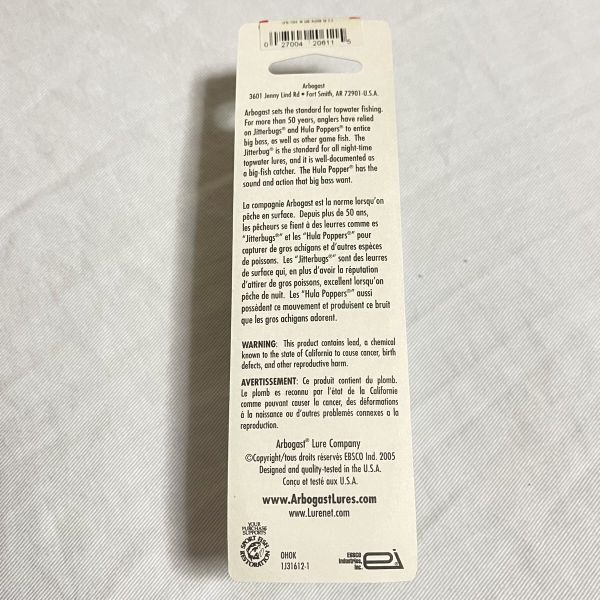 0 27004 20611 5
Arbogast
3601 Jenny Lind Rd • Fort Smith, AR 72901-U.S.A.
Arbogast sets the standard for topwater fishing.
For more than 50 years, anglers have relied
on Jitterbugs® and Hula Poppers® to entice
big bass, as well as other game fish. The
Jitterbug® is the standard for all night-time
topwater lures, and it is well-documented as
a big-fish catcher. The Hula Popper® has the
sound and action that big bass want.
La compagnie Arbogast est la norme lorsqu'on
pêche en surface. Depuis plus de 50 ans,
les pêcheurs se fient à des leurres comme es
"Jitterbugs®" et les "Hula Poppers®" pour
capturer de gros achigans et d'autres espèces
de poissons. Les "Jitterbugs®" sont des leurres
de surface qui, en plus d'avoir la réputation
d'attirer de gros poissons, excellent lorsqu'on
pêche de nuit. Les "Hula Poppers®" aussi
possèdent ce mouvement et produisent ce bruit
que les gros achigans adorent.
WARNING: This product contains lead, a chemical
known to the state of California to cause cancer, birth
defects, and other reproductive harm.
AVERTISSEMENT: Ce produit contient du plomb.
Le plomb es reconnu par l'état de la Californie
comme pouvant causer la cancer, des déformations
à la naissance ou d'autres problèmes connexes a la
reproduction.
Arbogast® Lure Company
©Copyright/tous droits réservés EBSCO Ind. 2005
Designed and quality-tested in the U.S.A.
Conçu et testé aux U.S.A.
www.ArbogastLures.com
www.Lurenet.com
YOUR
PURCHASE
SUPPORTS
SPORT FISH
RESTORATION
OHOK
1J31612-1
EBSCO
Industries,
Inc.
ei